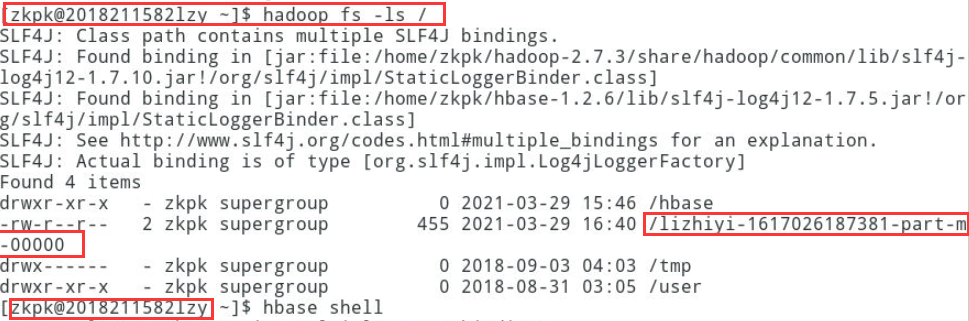 [zkpk@2018211582lzy ~]$ hadoop fs -ls /
SLF4J: Class path contains multiple SLF4J bindings.
SLF4J: Found binding in [jar:file:/home/zkpk/hadoop-2.7.3/share/hadoop/common/lib/slf4j-
log4j12-1.7.10.jar!/org/slf4j/impl/StaticLoggerBinder.class]
SLF4J: Found binding in [jar:file:/home/zkpk/hbase-1.2.6/lib/slf4j-log4j12-1.7.5.jar!/or
g/slf4j/impl/StaticLoggerBinder.class]
SLF4J: See http://www.slf4j.org/codes.html#multiple_bindings for an explanation.
SLF4J: Actual binding is of type [org.slf4j.impl.Log4jLoggerFactory]
Found 4 items
drwxr-xr-x   - zkpk supergroup          0 2021-03-29 15:46 /hbase
-rw-r--r--   2 zkpk supergroup        455 2021-03-29 16:40 /lizhiyi-1617026187381-part-m
-00000
drwx------   - zkpk supergroup          0 2018-09-03 04:03 /tmp
drwxr-xr-x   - zkpk supergroup          0 2018-08-31 03:05 /user
[zkpk@2018211582lzy ~]$ hbase shell